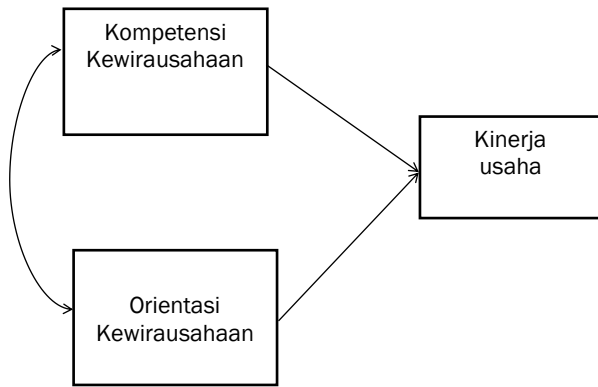 Kompetensi
Kewirausahaan
Kinerja
usaha
Orientasi
Kewirausahaan